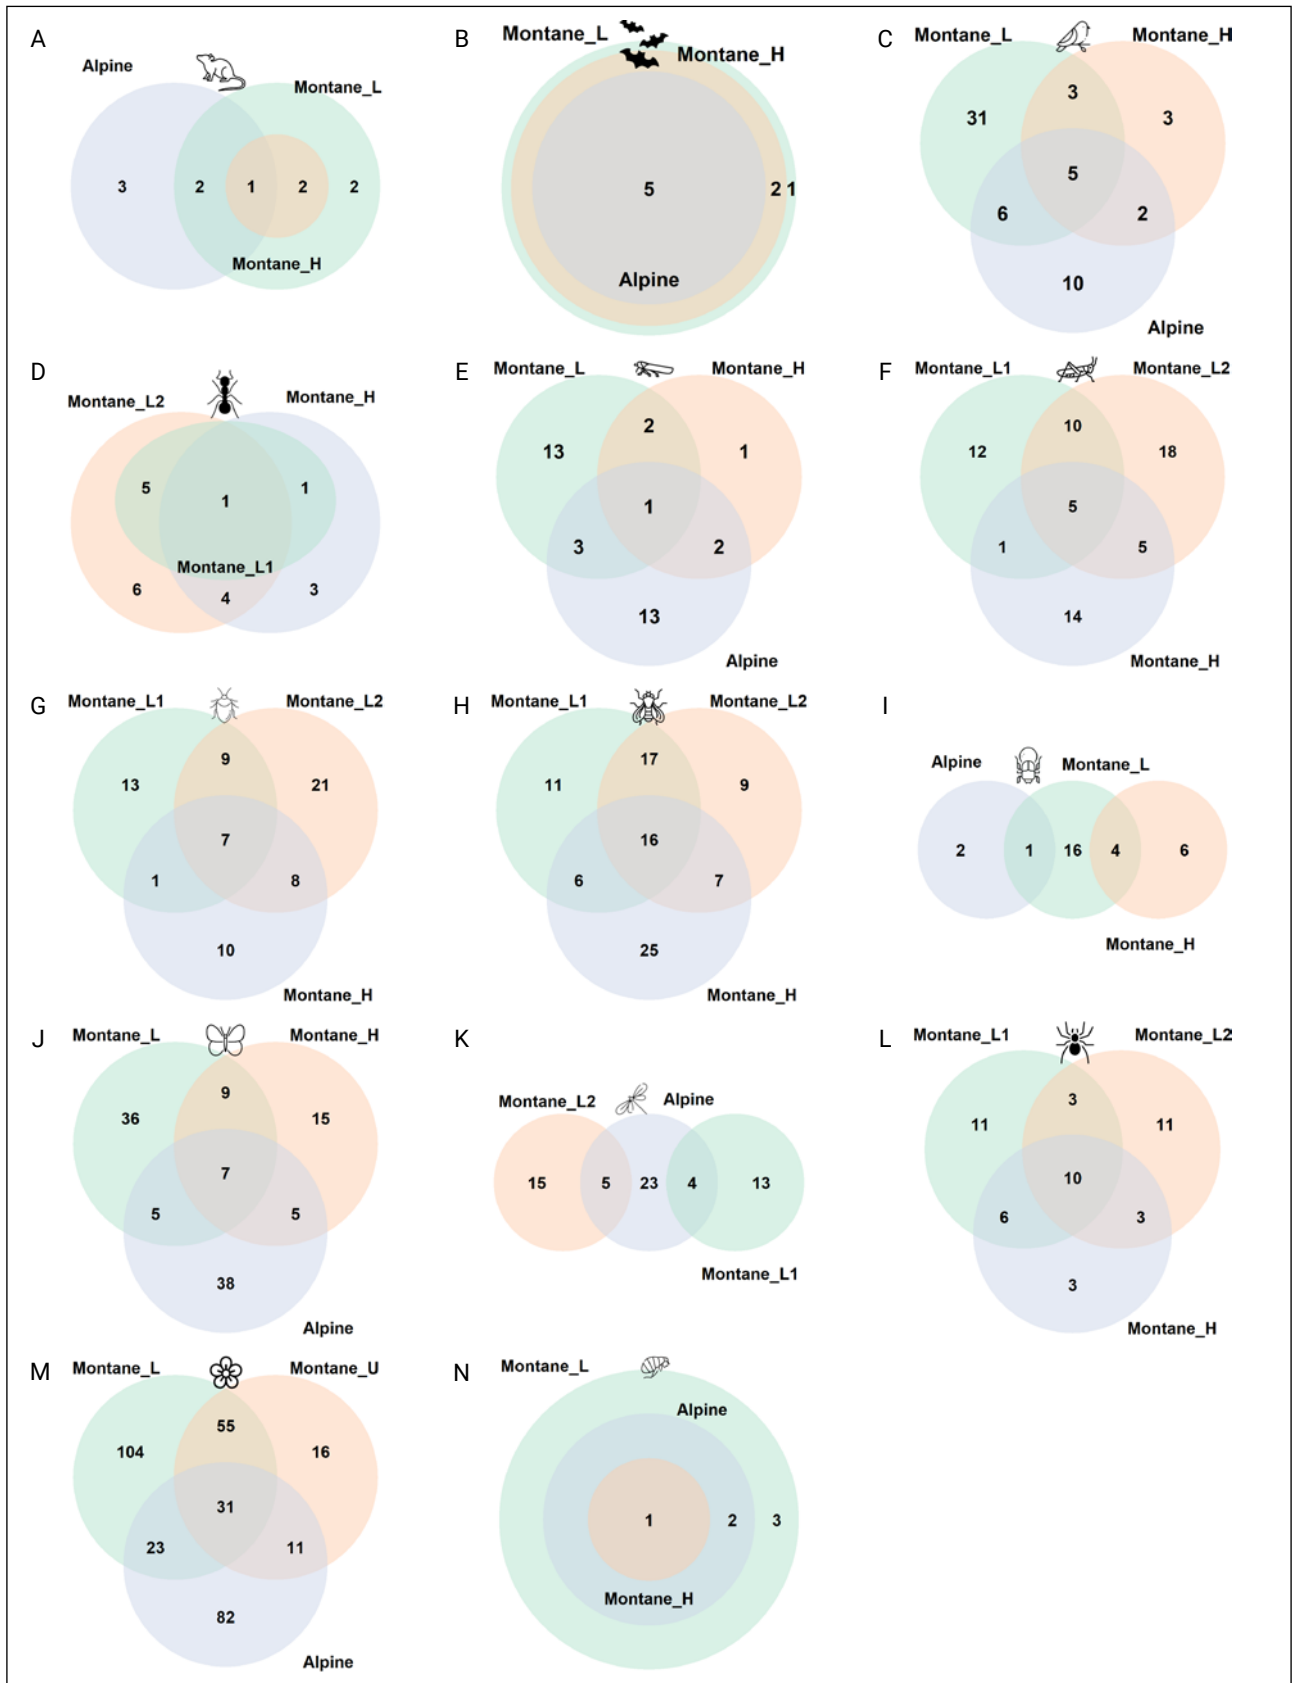 A
Alpine
Montane_L
3
2
1
2
2
Montane_H
B
Montane_L
Montane_H
5
2
1
Alpine
C
Montane_L
Montane_H
3
31
3
5
6
2
10
Alpine
D
Montane_L2
Montane_H
5
1
1
Montane_L1
6
4
3
E
Montane_L
Montane_H
2
13
1
1
3
2
13
Alpine
F
Montane_L1
Montane_L2
10
12
18
5
1
5
14
Montane_H
G
Montane_L1
Montane_L2
9
13
21
7
1
8
10
Montane_H
H
Montane_L1
Montane_L2
17
11
9
16
6
7
25
Montane_H
I
Alpine
Montane_L
2
1
16
4
6
Montane_H
J
Montane_L
Montane_H
9
36
15
7
5
5
38
Alpine
K
Montane_L2
Alpine
15
5
23
4
13
Montane_L1
L
Montane_L1
Montane_L2
3
11
11
10
6
3
3
Montane_H
M
Montane_L
Montane_U
55
104
16
31
23
11
82
Alpine
N
Montane_L
Alpine
1
2
3
Montane_H